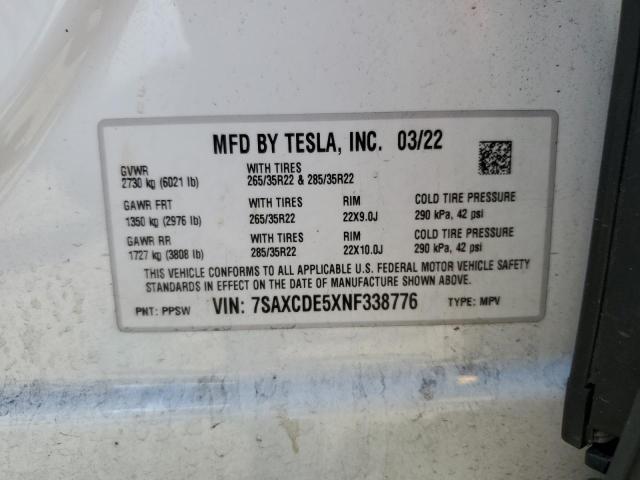 MFD BY TESLA, INC. 03/22
GVWR WITH TIRES
2730 kg (6021 lb) 265/35R22 & 285/35R22
GAWR FRT WITH TIRES RIM COLD TIRE PRESSURE
1350 kg (2976 lb) 265/35R22 22X9.0J 290 kPa, 42 psi
GAWR RR WITH TIRES RIM COLD TIRE PRESSURE
1727 kg (3808 lb) 285/35R22 22X10.0J 290 kPa, 42 psi
THIS VEHICLE CONFORMS TO ALL APPLICABLE U.S. FEDERAL MOTOR VEHICLE SAFETY
STANDARDS IN EFFECT ON THE DATE OF MANUFACTURE SHOWN ABOVE.
PNT: PPSW VIN: 7SAXCDE5XNF338776 TYPE: MPV